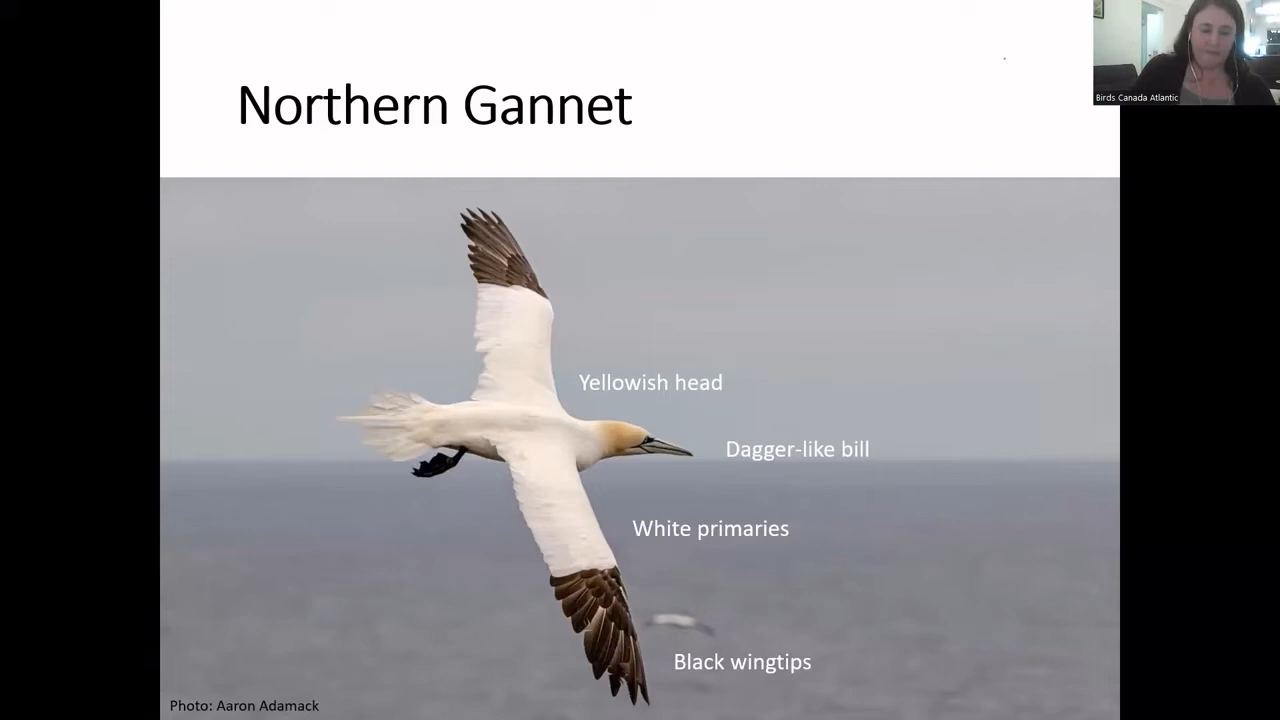 Northern Gannet
Birds Canada Atlantic
Yellowish head
Dagger-like bill
White primaries
Black wingtips
Photo: Aaron Adamack